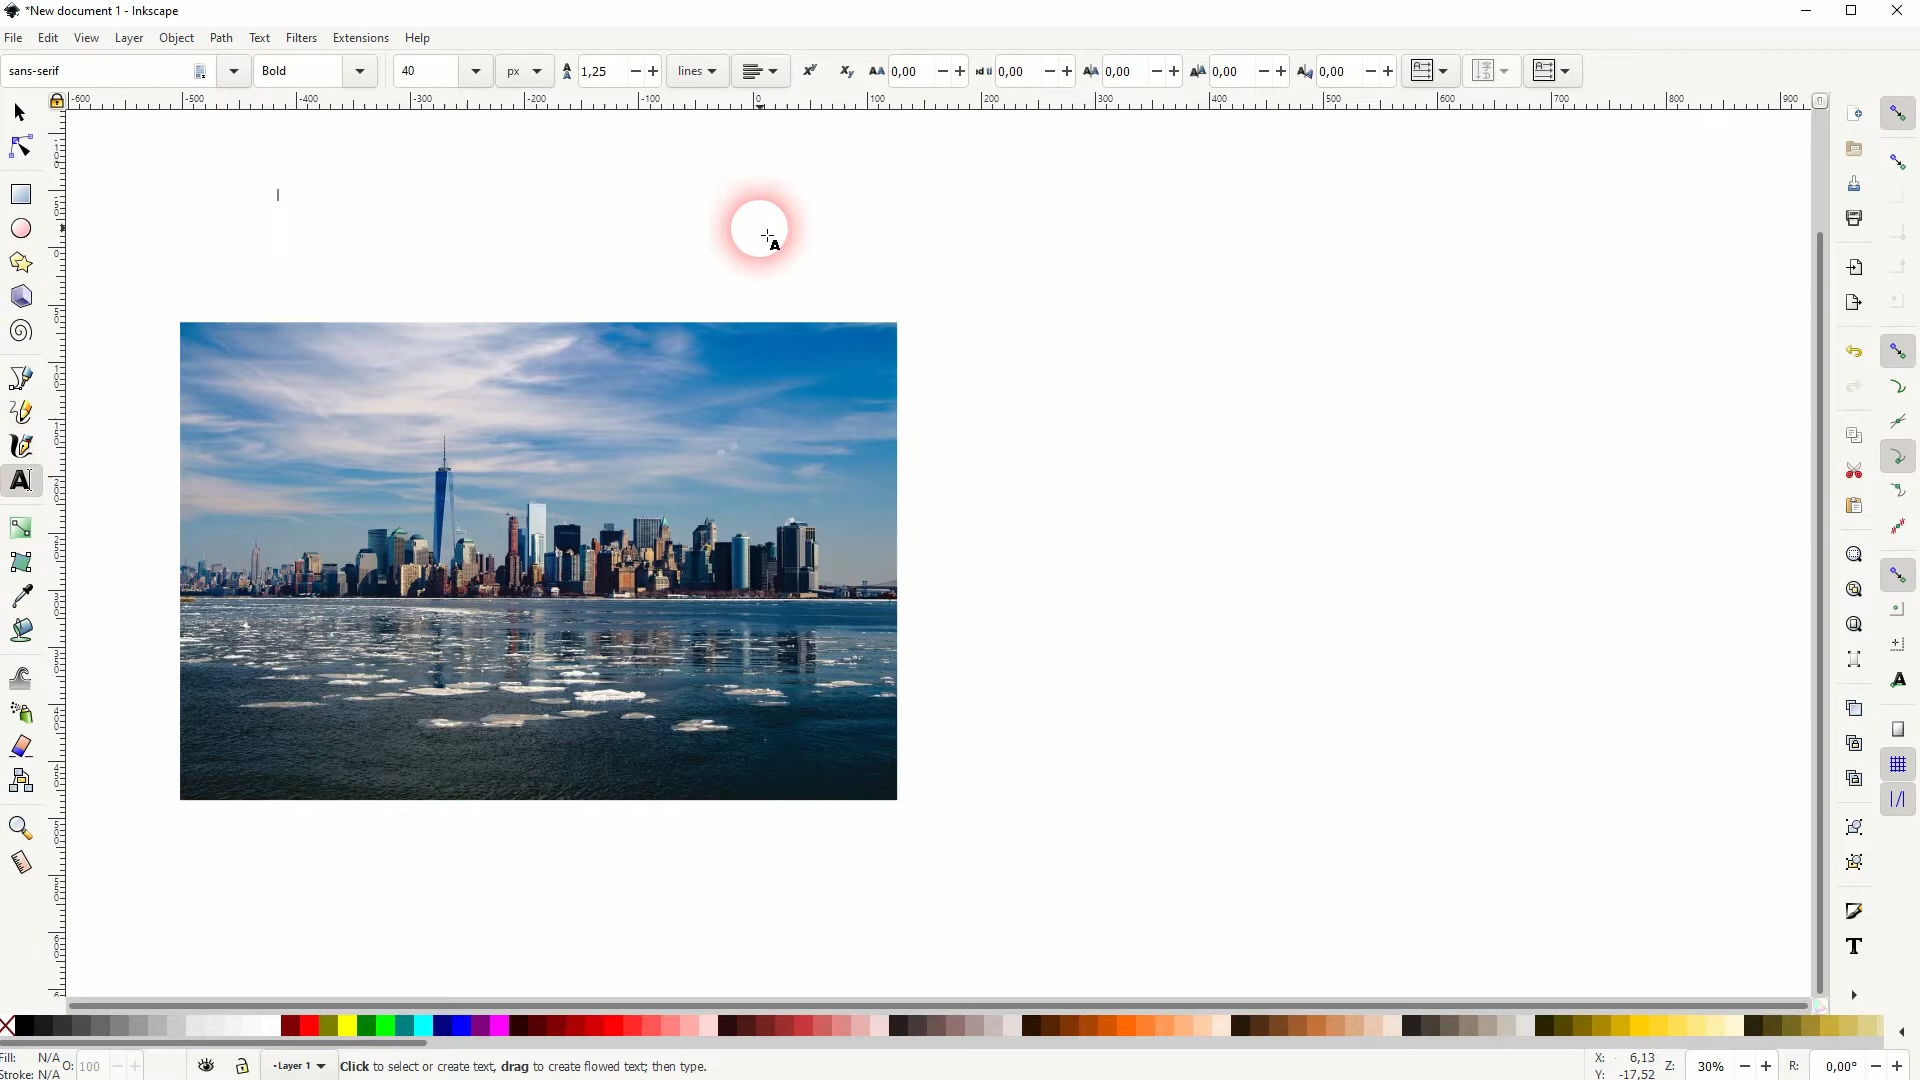 *New document 1 - Inkscape
File Edit View Layer Object Path Text Filters Extensions Help
sans-serif Bold 40 px 1,25 lines 0,00 0,00 0,00 0,00 0,00
-600 -500 -400 -300 -200 -100 0 100 200 300 400 500 600 700 800 900
Fill: N/A O: 100 Layer 1 Click to select or create text, drag to create flowed text; then type. X: 6,13 Z: 30% R: 0,00°
Stroke: N/A Y: -17,52